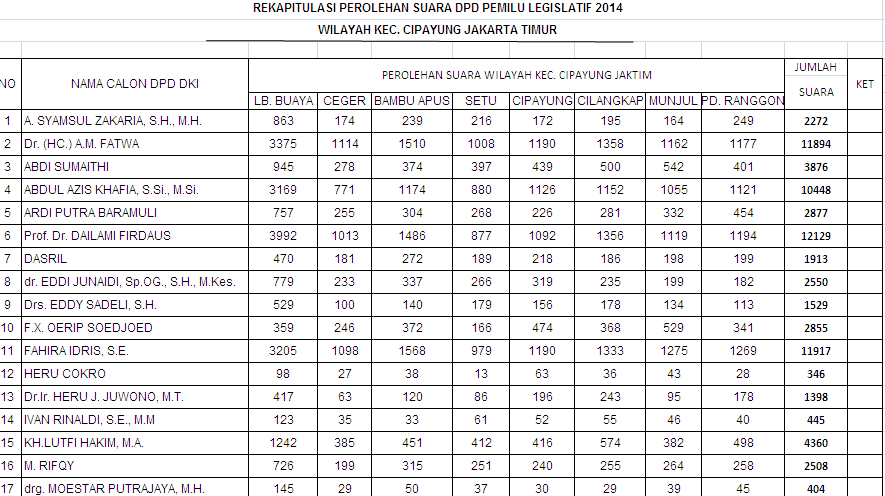 REKAPITULASI PEROLEHAN SUARA DPD PEMILU LEGISLATIF 2014
WILAYAH KEC. CIPAYUNG JAKARTA TIMUR
NO NAMA CALON DPD DKI PEROLEHAN SUARA WILAYAH KEC. CIPAYUNG JAKTIM JUMLAH SUARA KET
LB. BUAYA CEGER BAMBU APUS SETU CIPAYUNG CILANGKAP MUNJUL PD. RANGGON
1 A. SYAMSUL ZAKARIA, S.H., M.H. 863 174 239 216 172 195 164 249 2272
2 Dr. (HC.) A.M. FATWA 3375 1114 1510 1008 1190 1358 1162 1177 11894
3 ABDI SUMAITHI 945 278 374 397 439 500 542 401 3876
4 ABDUL AZIS KHAFIA, S.Si., M.Si. 3169 771 1174 880 1126 1152 1055 1121 10448
5 ARDI PUTRA BARAMULI 757 255 304 268 226 281 332 454 2877
6 Prof. Dr. DAILAMI FIRDAUS 3992 1013 1486 877 1092 1356 1119 1194 12129
7 DASRIL 470 181 272 189 218 186 198 199 1913
8 dr. EDDI JUNAIDI, Sp.OG., S.H., M.Kes. 779 233 337 266 319 235 199 182 2550
9 Drs. EDDY SADELI, S.H. 529 100 140 179 156 178 134 113 1529
10 F.X. OERIP SOEDJOED 359 246 372 166 474 368 529 341 2855
11 FAHIRA IDRIS, S.E. 3205 1098 1568 979 1190 1333 1275 1269 11917
12 HERU COKRO 98 27 38 13 63 36 43 28 346
13 Dr.Ir. HERU J. JUWONO, M.T. 417 63 120 86 196 243 95 178 1398
14 IVAN RINALDI, S.E., M.M 123 35 33 61 52 55 46 40 445
15 KH.LUTFI HAKIM, M.A. 1242 385 451 412 416 574 382 498 4360
16 M. RIFQY 726 199 315 251 240 255 264 258 2508
17 drg. MOESTAR PUTRAJAYA, M.H. 145 29 50 37 30 29 39 45 404